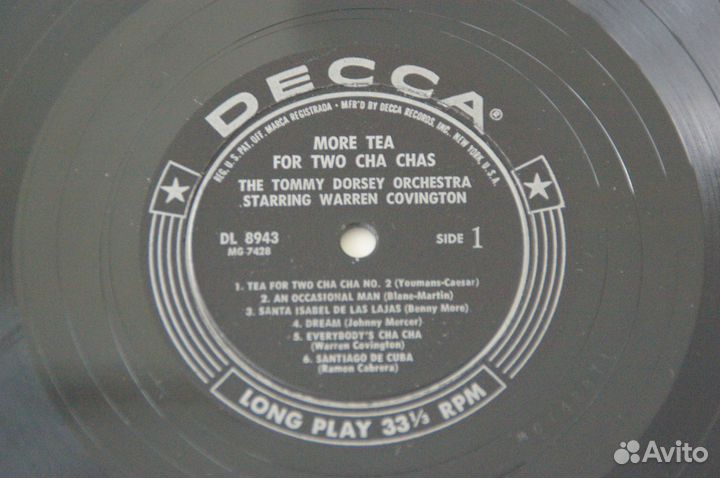 DECCA®
REG. U.S. PAT. OFF. MARCA REGISTRADA • MFR'D BY DECCA RECORDS, INC., NEW YORK, U.S.A.
MORE TEA
FOR TWO CHA CHAS
THE TOMMY DORSEY ORCHESTRA
STARRING WARREN COVINGTON
DL 8943
MG 7428
SIDE 1
1. TEA FOR TWO CHA CHA NO. 2 (Youmans-Caesar)
2. AN OCCASIONAL MAN (Blane-Martin)
3. SANTA ISABEL DE LAS LAJAS (Benny More)
4. DREAM (Johnny Mercer)
5. EVERYBODY'S CHA CHA
(Warren Covington)
6. SANTIAGO DE CUBA
(Ramon Cabrera)
LONG PLAY 33⅓ RPM
Avito